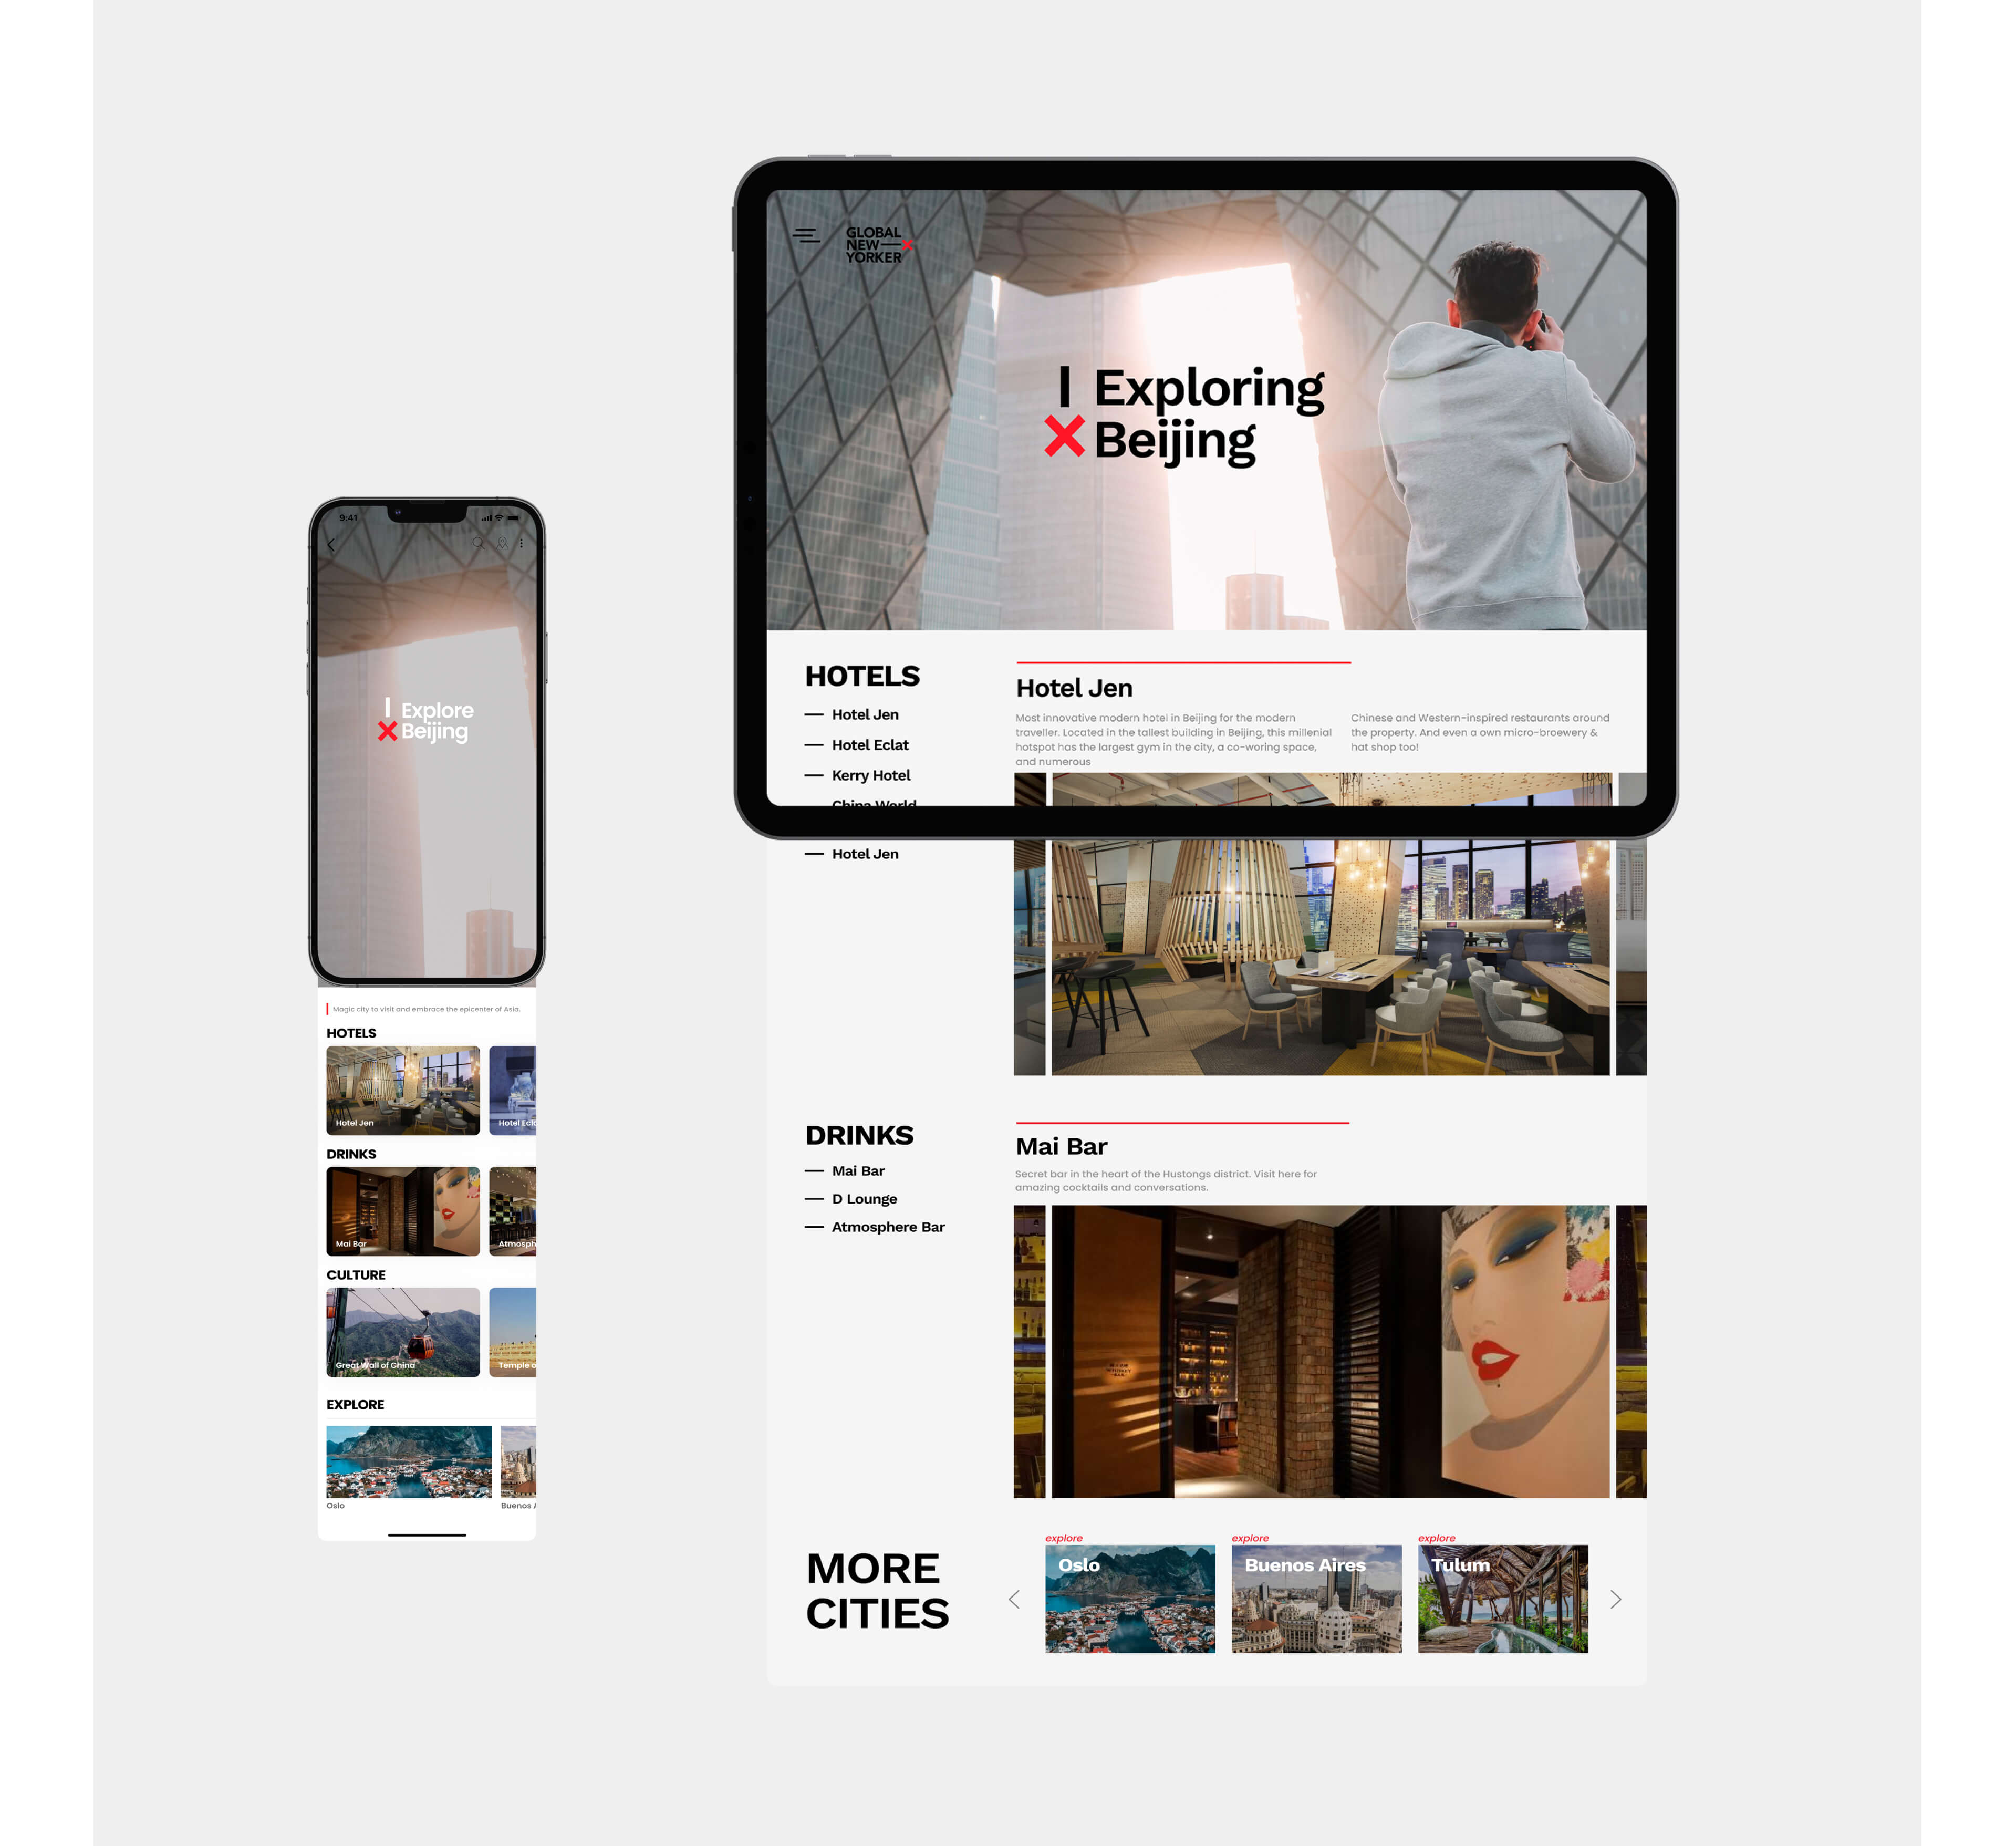 9:41
I Explore
× Beijing
Magic city to visit and embrace the epicenter of Asia.
HOTELS
Hotel Jen
Hotel Ecl
DRINKS
Mai Bar
Atmosph
CULTURE
Great Wall of China
Temple o
EXPLORE
Oslo
Buenos A
GLOBAL
NEW—×
YORKER
I Exploring
× Beijing
HOTELS
— Hotel Jen
— Hotel Eclat
— Kerry Hotel
China World
— Hotel Jen
Hotel Jen
Most innovative modern hotel in Beijing for the modern
traveller. Located in the tallest building in Beijing, this millenial
hotspot has the largest gym in the city, a co-woring space,
and numerous
Chinese and Western-inspired restaurants around
the property. And even a own micro-broewery &
hat shop too!
DRINKS
— Mai Bar
— D Lounge
— Atmosphere Bar
Mai Bar
Secret bar in the heart of the Hustongs district. Visit here for
amazing cocktails and conversations.
MORE
CITIES
explore
Oslo
explore
Buenos Aires
explore
Tulum